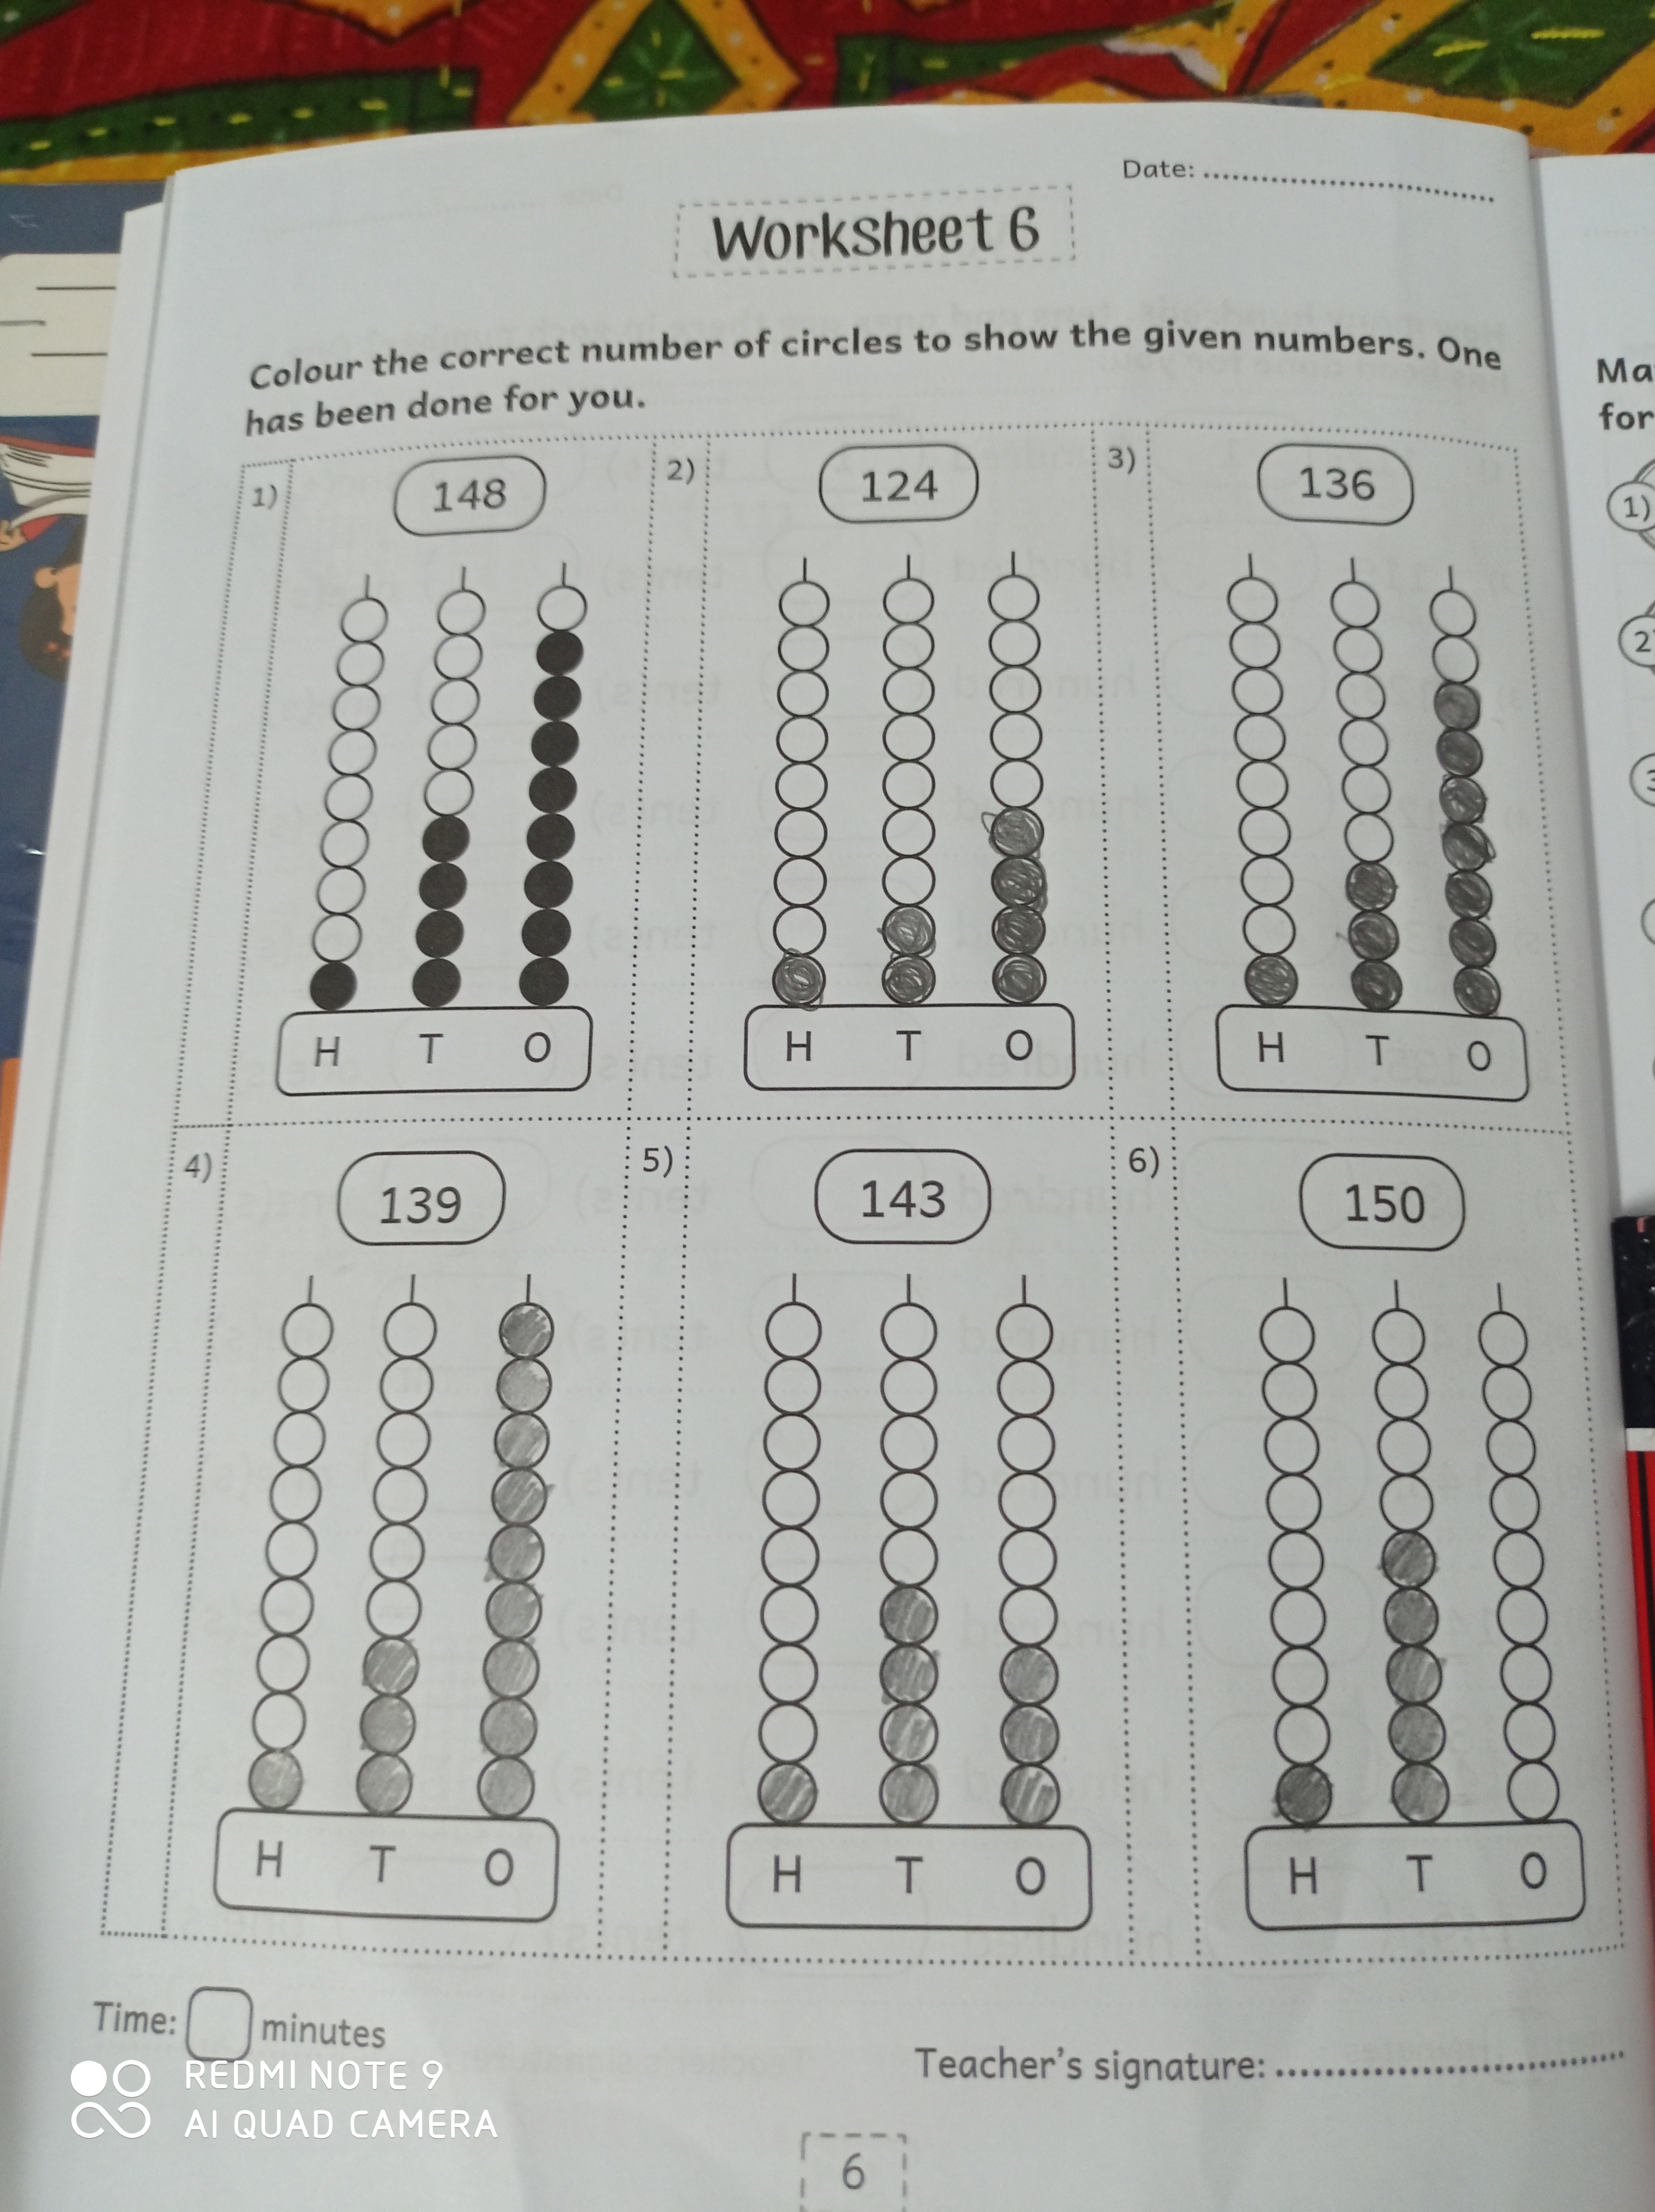 Date:
Worksheet 6
Colour the correct number of circles to show the given numbers. One
has been done for you.
1) 148
2) 124
3) 136
H T O
H T O
H T O
4) 139
5) 143
6) 150
H T O
H T O
H T O
Time: minutes
Teacher's signature:
6
Ma
for
1)
2
3
REDMI NOTE 9
AI QUAD CAMERA